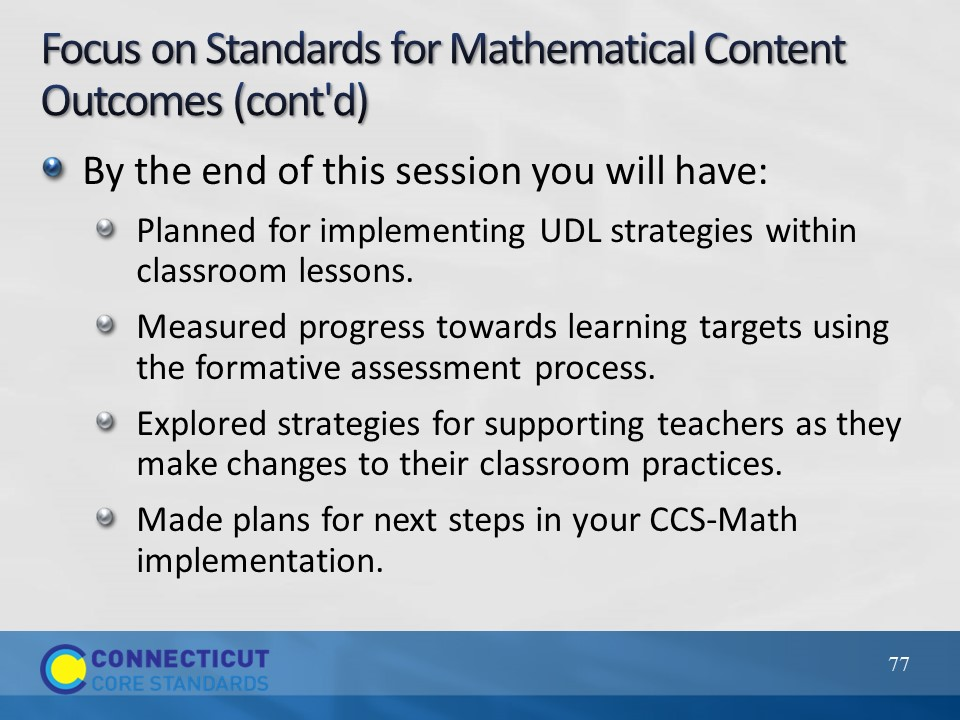 Focus on Standards for Mathematical Content
Outcomes (cont'd)
By the end of this session you will have:
Planned for implementing UDL strategies within
classroom lessons.
Measured progress towards learning targets using
the formative assessment process.
Explored strategies for supporting teachers as they
make changes to their classroom practices.
Made plans for next steps in your CCS-Math
implementation.
CONNECTICUT
CORE STANDARDS
77